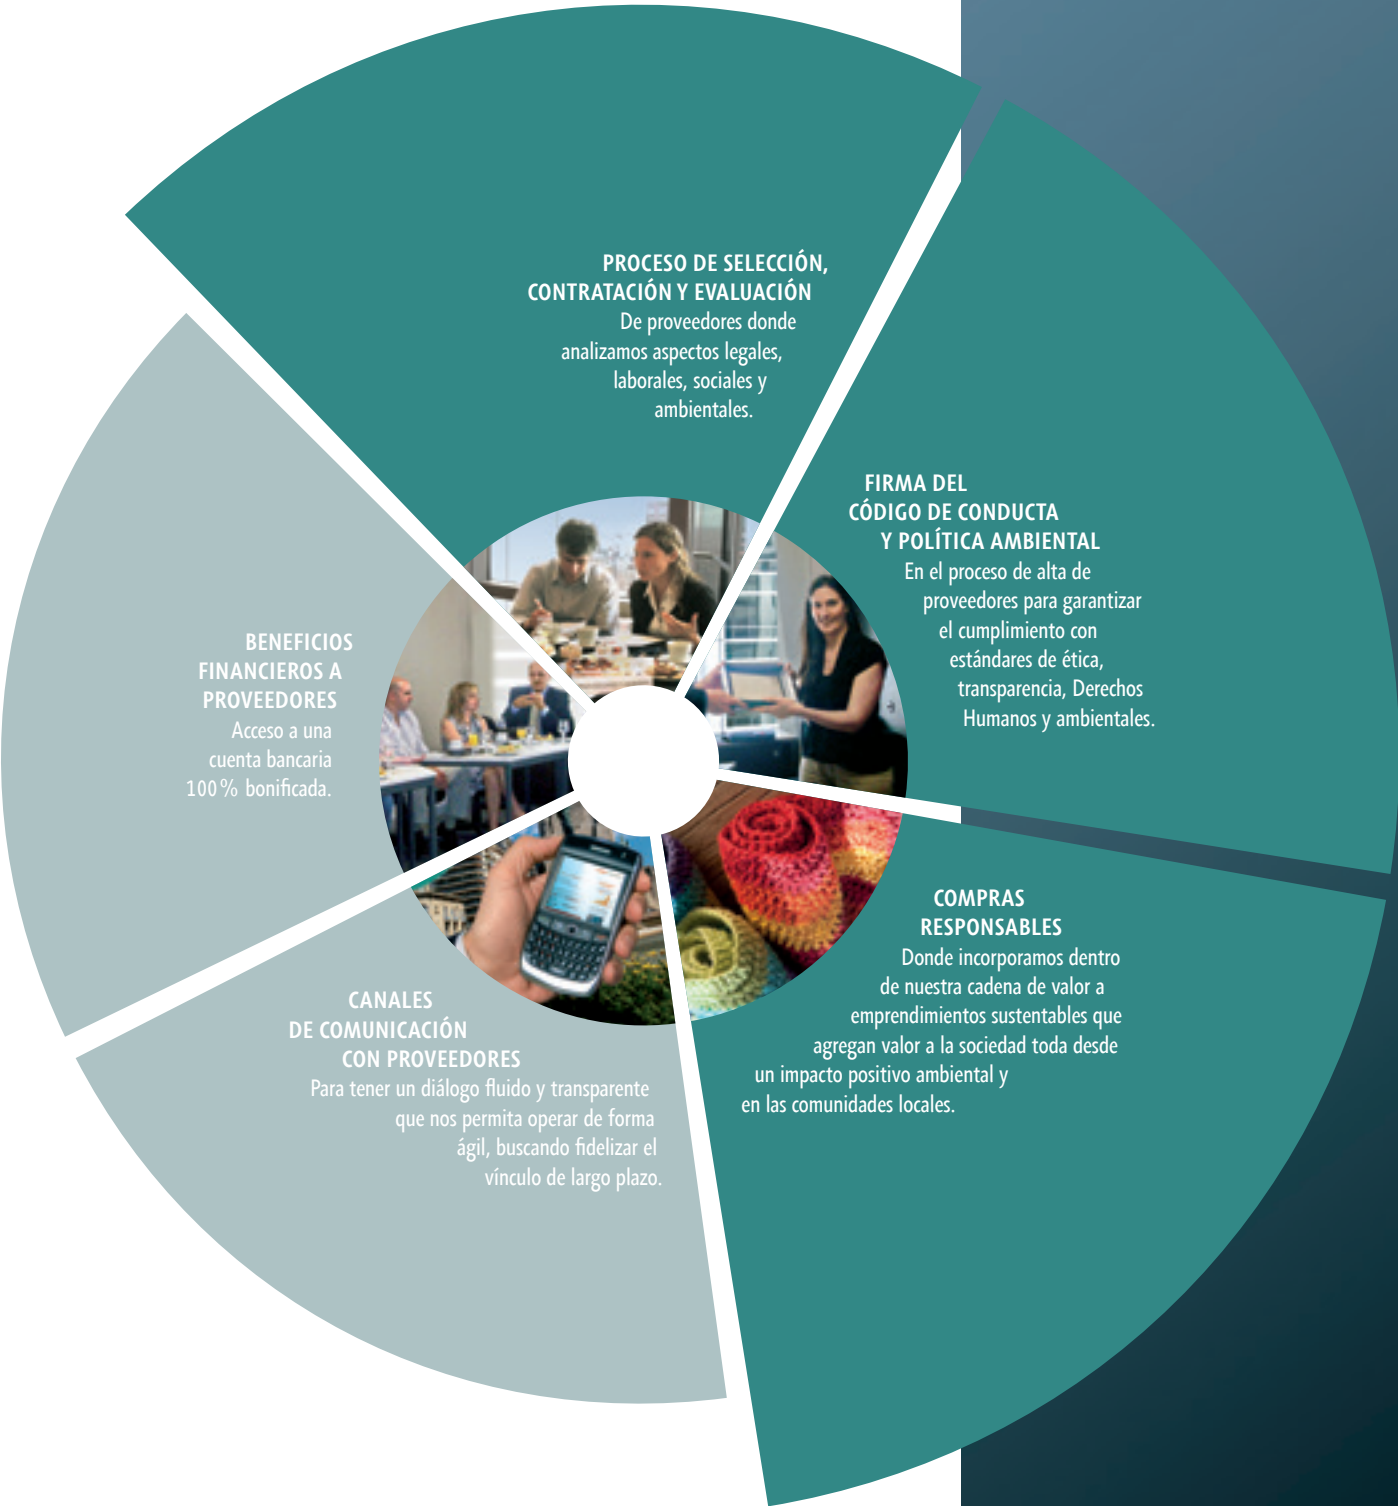 PROCESO DE SELECCIÓN,
CONTRATACIÓN Y EVALUACIÓN
De proveedores donde
analizamos aspectos legales,
laborales, sociales y
ambientales.
FIRMA DEL
CÓDIGO DE CONDUCTA
Y POLÍTICA AMBIENTAL
En el proceso de alta de
proveedores para garantizar
el cumplimiento con
estándares de ética,
transparencia, Derechos
Humanos y ambientales.
COMPRAS
RESPONSABLES
Donde incorporamos dentro
de nuestra cadena de valor a
emprendimientos sustentables que
agregan valor a la sociedad toda desde
un impacto positivo ambiental y
en las comunidades locales.
CANALES
DE COMUNICACIÓN
CON PROVEEDORES
Para tener un diálogo fluido y transparente
que nos permita operar de forma
ágil, buscando fidelizar el
vínculo de largo plazo.
BENEFICIOS
FINANCIEROS A
PROVEEDORES
Acceso a una
cuenta bancaria
100% bonificada.